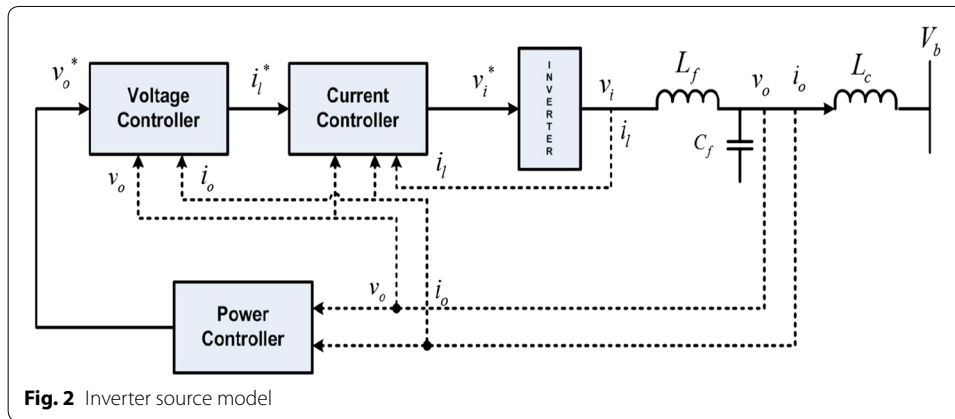 v_o^*
Voltage
Controller
i_l^*
Current
Controller
v_i^*
INVERTER
v_i
i_l
L_f
C_f
v_o
i_o
L_c
V_b
v_o
i_o
i_l
v_o
i_o
Power
Controller
Fig. 2 Inverter source model